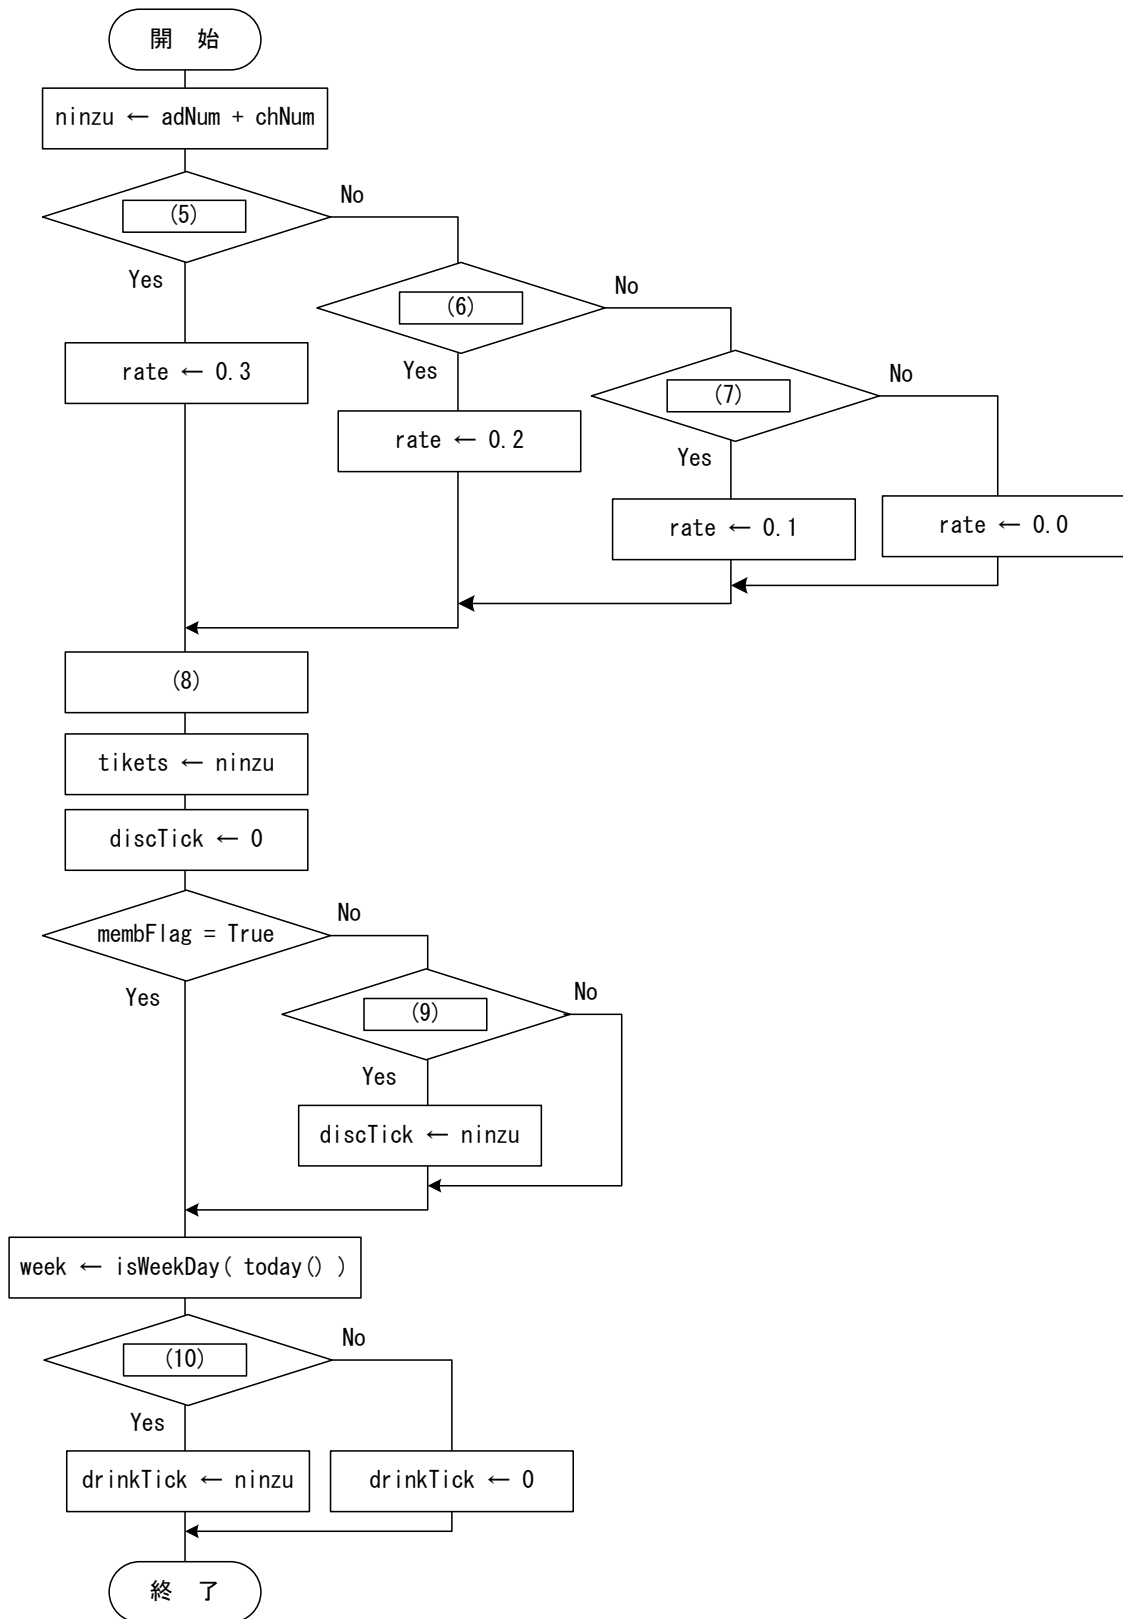 開 始
ninzu ← adNum + chNum
(5)
No
Yes
(6)
No
rate ← 0.3
Yes
(7)
No
rate ← 0.2
Yes
rate ← 0.1
rate ← 0.0
(8)
tikets ← ninzu
discTick ← 0
membFlag = True
No
Yes
(9)
No
Yes
discTick ← ninzu
week ← isWeekDay( today() )
(10)
No
Yes
drinkTick ← ninzu
drinkTick ← 0
終 了